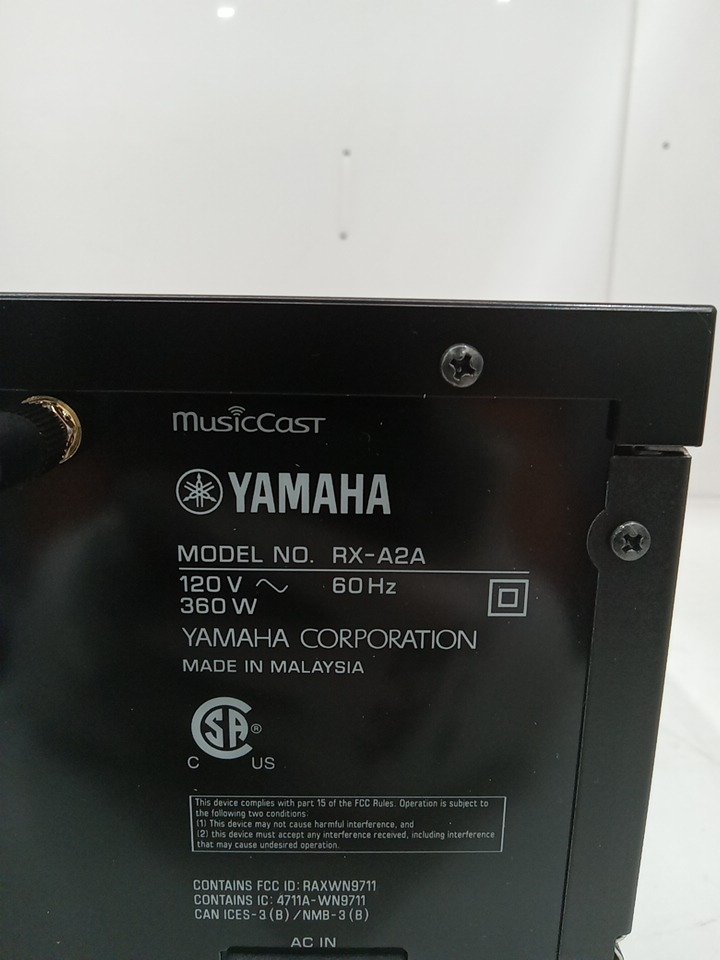 MusicCast
YAMAHA
MODEL NO. RX-A2A
120 V ~ 60 Hz
360 W
YAMAHA CORPORATION
MADE IN MALAYSIA
CSA ®
C US
This device complies with part 15 of the FCC Rules. Operation is subject to
the following two conditions:
(1) This device may not cause harmful interference, and
(2) this device must accept any interference received, including interference
that may cause undesired operation.
CONTAINS FCC ID: RAXWN9711
CONTAINS IC: 4711A-WN9711
CAN ICES-3 (B) /NMB-3 (B)
AC IN